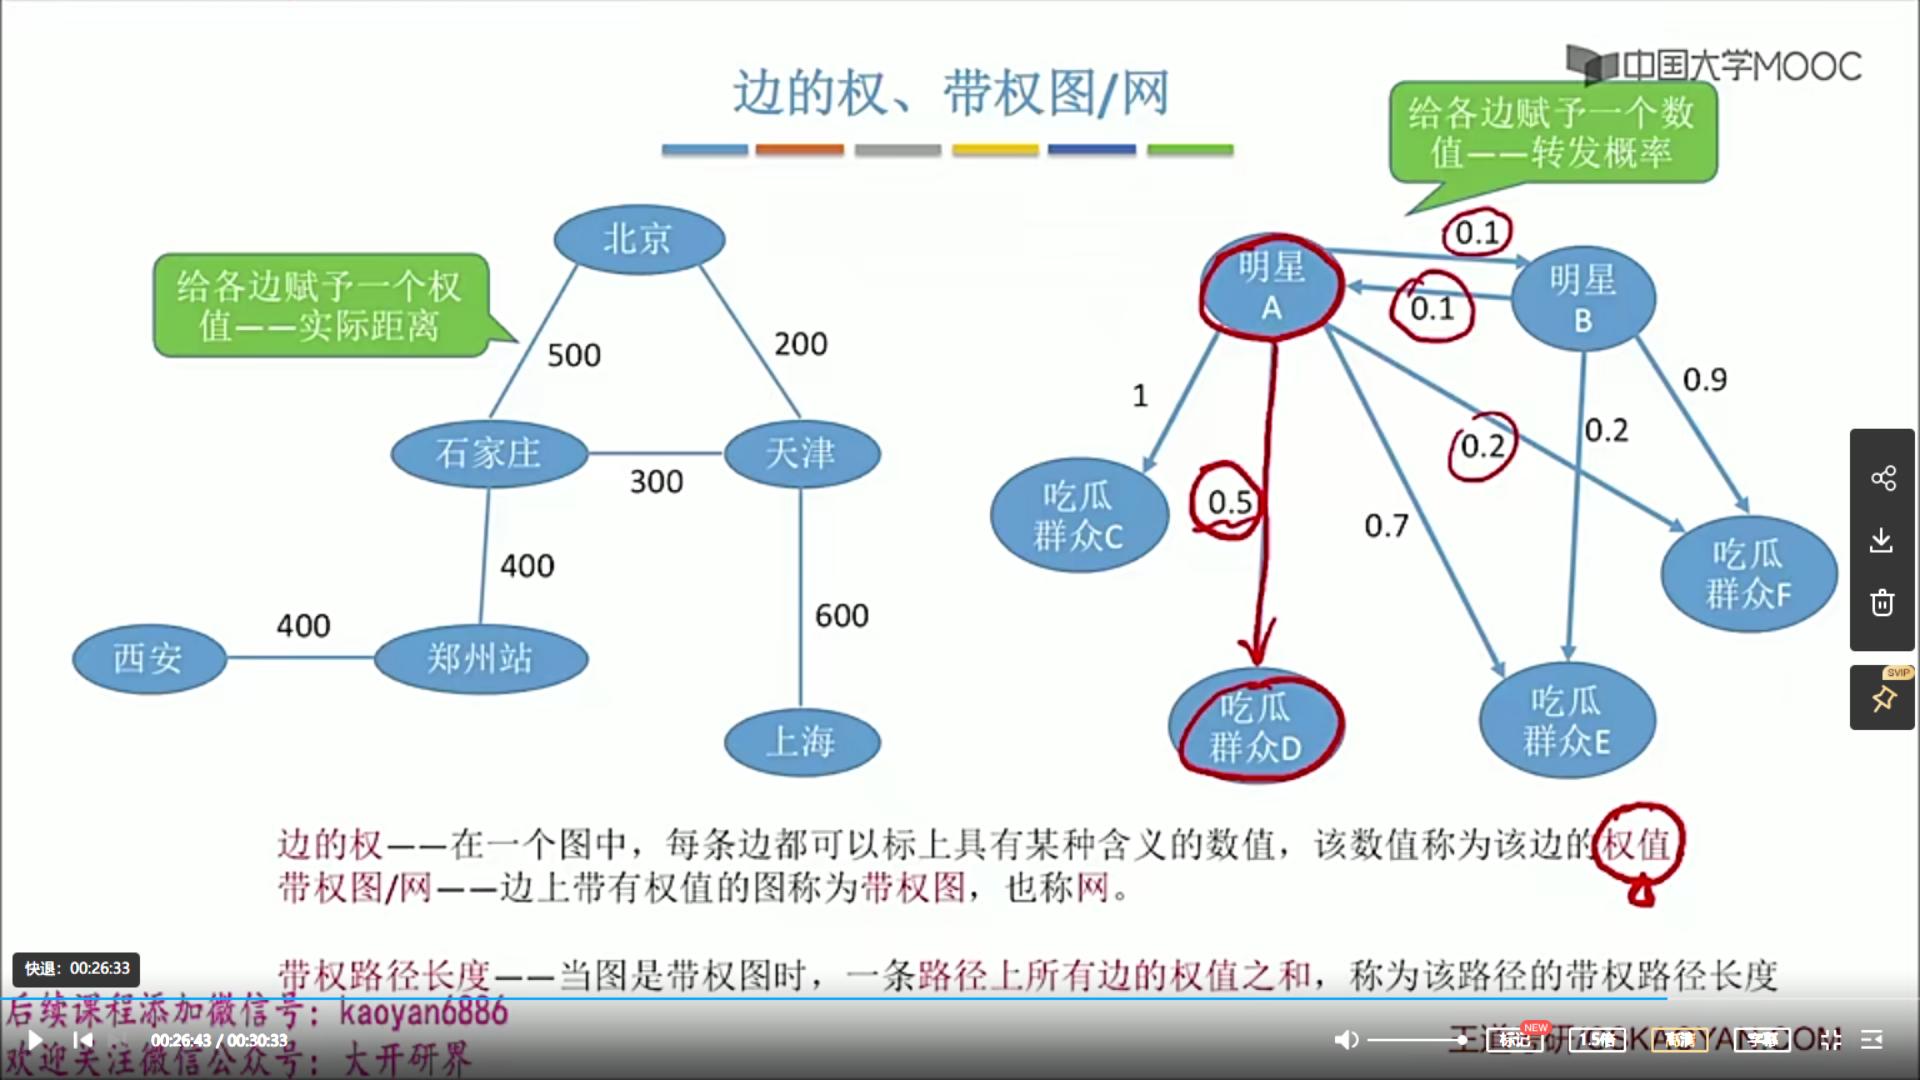 中国大学MOOC
边的权、带权图/网
给各边赋予一个数
值——转发概率
给各边赋予一个权
值——实际距离
北京
500
200
石家庄
300
天津
400
600
西安
400
郑州站
上海
明星
A
0.1
0.1
明星
B
1
0.5
0.2
0.7
0.2
0.9
吃瓜
群众C
吃瓜
群众D
吃瓜
群众E
吃瓜
群众F
边的权——在一个图中，每条边都可以标上具有某种含义的数值，该数值称为该边的权值
带权图/网——边上带有权值的图称为带权图，也称网。
带权路径长度——当图是带权图时，一条路径上所有边的权值之和，称为该路径的带权路径长度
SVIP
快退：00:26:33
后续课程添加微信号：kaoyan6886
00:26:43 / 00:30:33
欢迎关注微信公众号：大开研界
王道考研
KAOYAN.COM
标记
NEW
1.5倍
高清
字幕